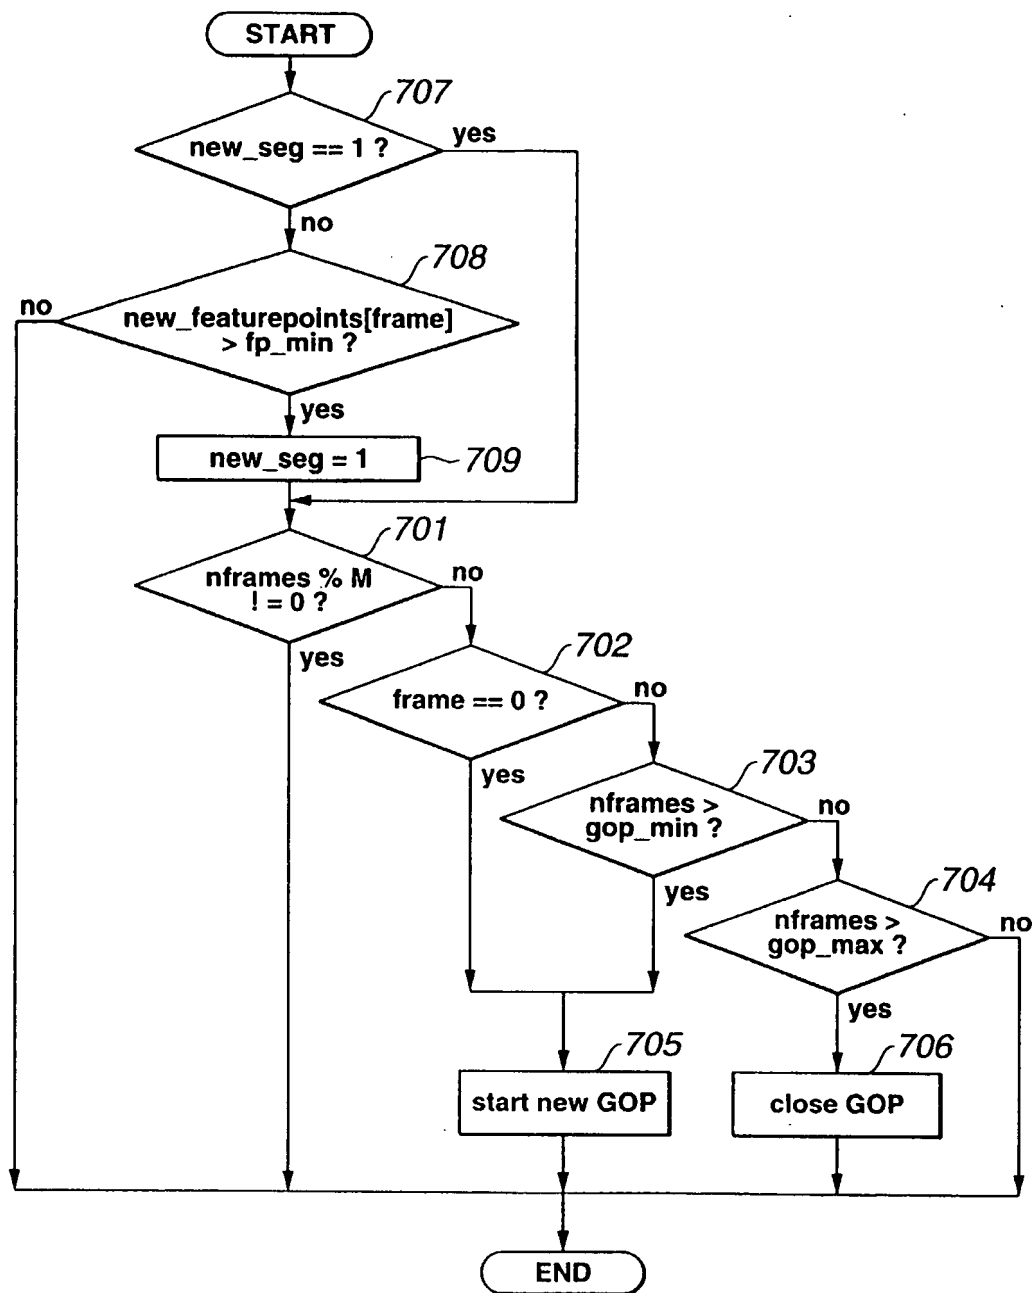 START
707
new_seg == 1 ?
yes
no
708
no
new_featurepoints[frame]
> fp_min ?
yes
new_seg = 1
709
701
nframes % M
! = 0 ?
no
yes
702
frame == 0 ?
no
yes
703
nframes >
gop_min ?
no
yes
704
nframes >
gop_max ?
no
yes
705
start new GOP
706
close GOP
END